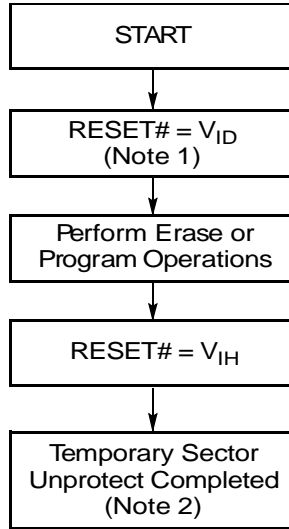 START
RESET# = VID
(Note 1)
Perform Erase or
Program Operations
RESET# = VIH
Temporary Sector
Unprotect Completed
(Note 2)